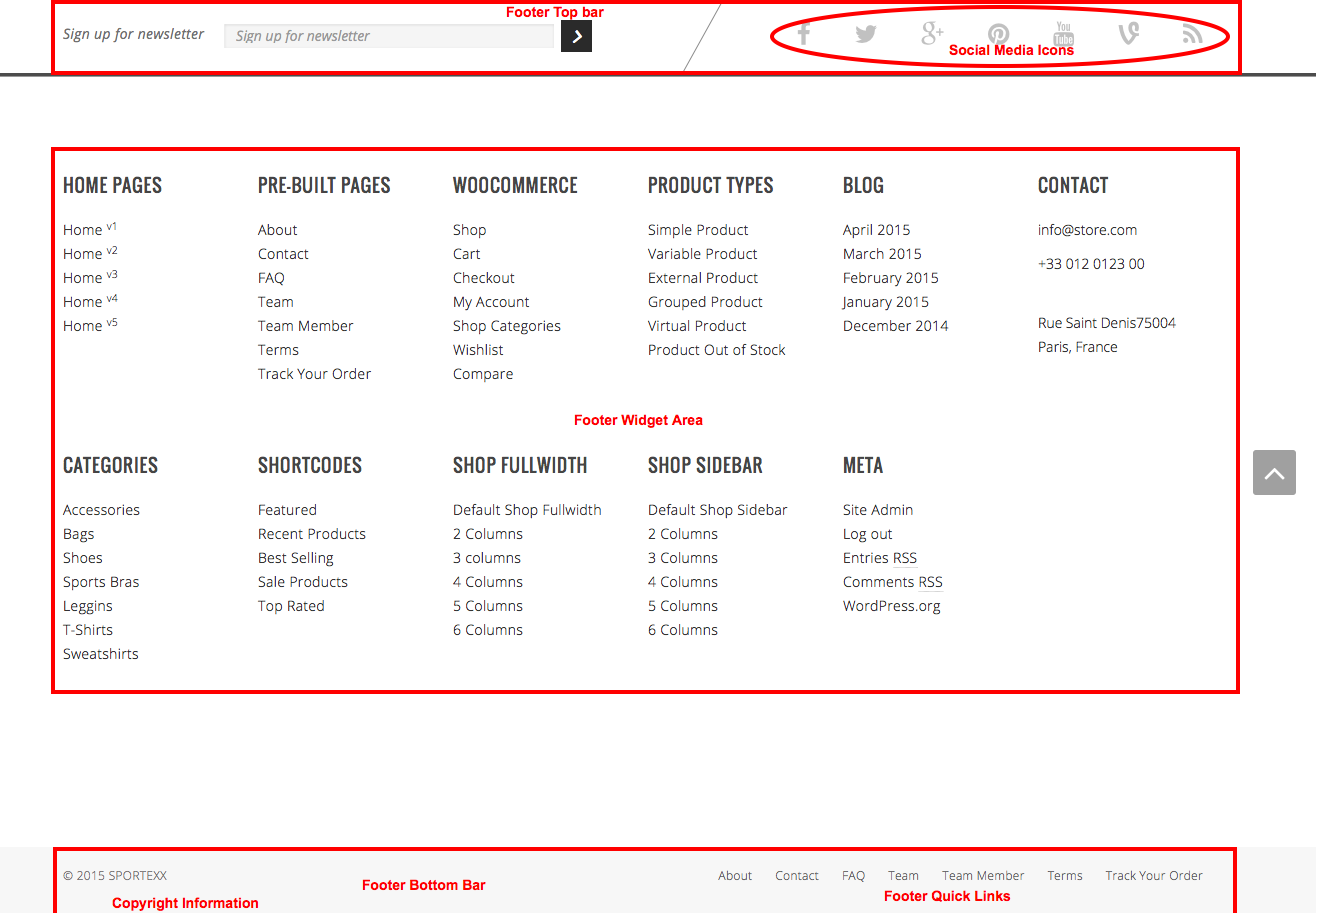 Footer Top bar
Sign up for newsletter
Sign up for newsletter
You
Tube
g+
Social Media Icons
HOME PAGES
Home v1
Home v2
Home v3
Home v4
Home v5
PRE-BUILT PAGES
About
Contact
FAQ
Team
Team Member
Terms
Track Your Order
WOOCOMMERCE
Shop
Cart
Checkout
My Account
Shop Categories
Wishlist
Compare
PRODUCT TYPES
Simple Product
Variable Product
External Product
Grouped Product
Virtual Product
Product Out of Stock
BLOG
April 2015
March 2015
February 2015
January 2015
December 2014
CONTACT
info@store.com
+33 012 0123 00
Rue Saint Denis75004
Paris, France
Footer Widget Area
CATEGORIES
Accessories
Bags
Shoes
Sports Bras
Leggins
T-Shirts
Sweatshirts
SHORTCODES
Featured
Recent Products
Best Selling
Sale Products
Top Rated
SHOP FULLWIDTH
Default Shop Fullwidth
2 Columns
3 columns
4 Columns
5 Columns
6 Columns
SHOP SIDEBAR
Default Shop Sidebar
2 Columns
3 Columns
4 Columns
5 Columns
6 Columns
META
Site Admin
Log out
Entries RSS
Comments RSS
WordPress.org
© 2015 SPORTEXX
Copyright Information
Footer Bottom Bar
About Contact FAQ Team Team Member Terms Track Your Order
Footer Quick Links